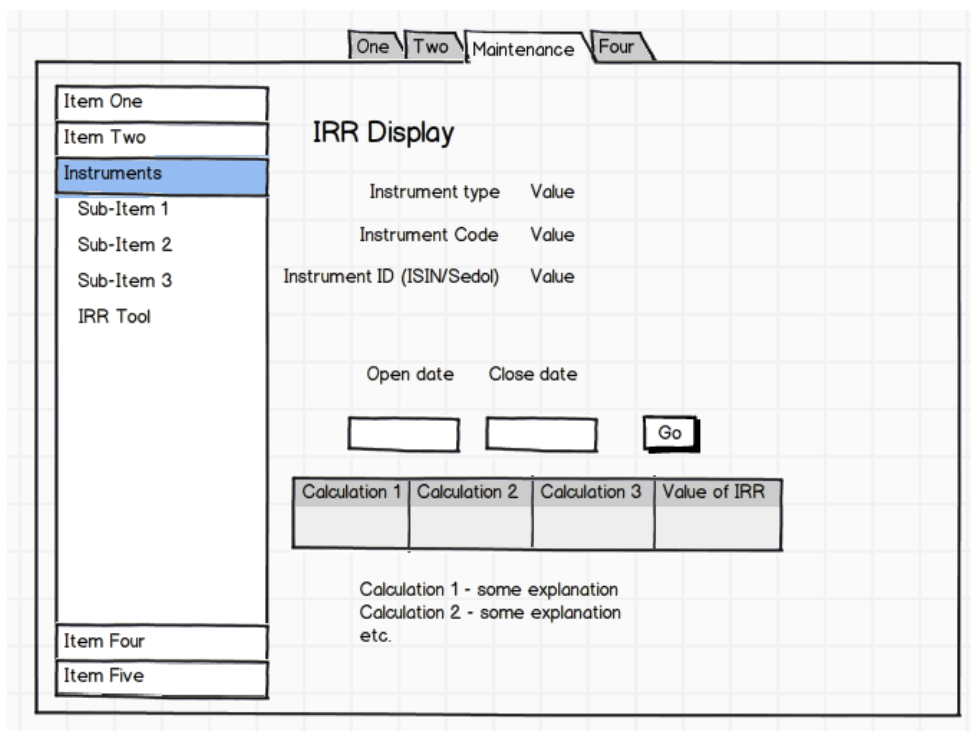 One Two Maintenance Four
Item One
Item Two
Instruments
Sub-Item 1
Sub-Item 2
Sub-Item 3
IRR Tool
Item Four
Item Five
IRR Display
Instrument type Value
Instrument Code Value
Instrument ID (ISIN/Sedol) Value
Open date Close date
Go
Calculation 1 Calculation 2 Calculation 3 Value of IRR
Calculation 1 - some explanation
Calculation 2 - some explanation
etc.